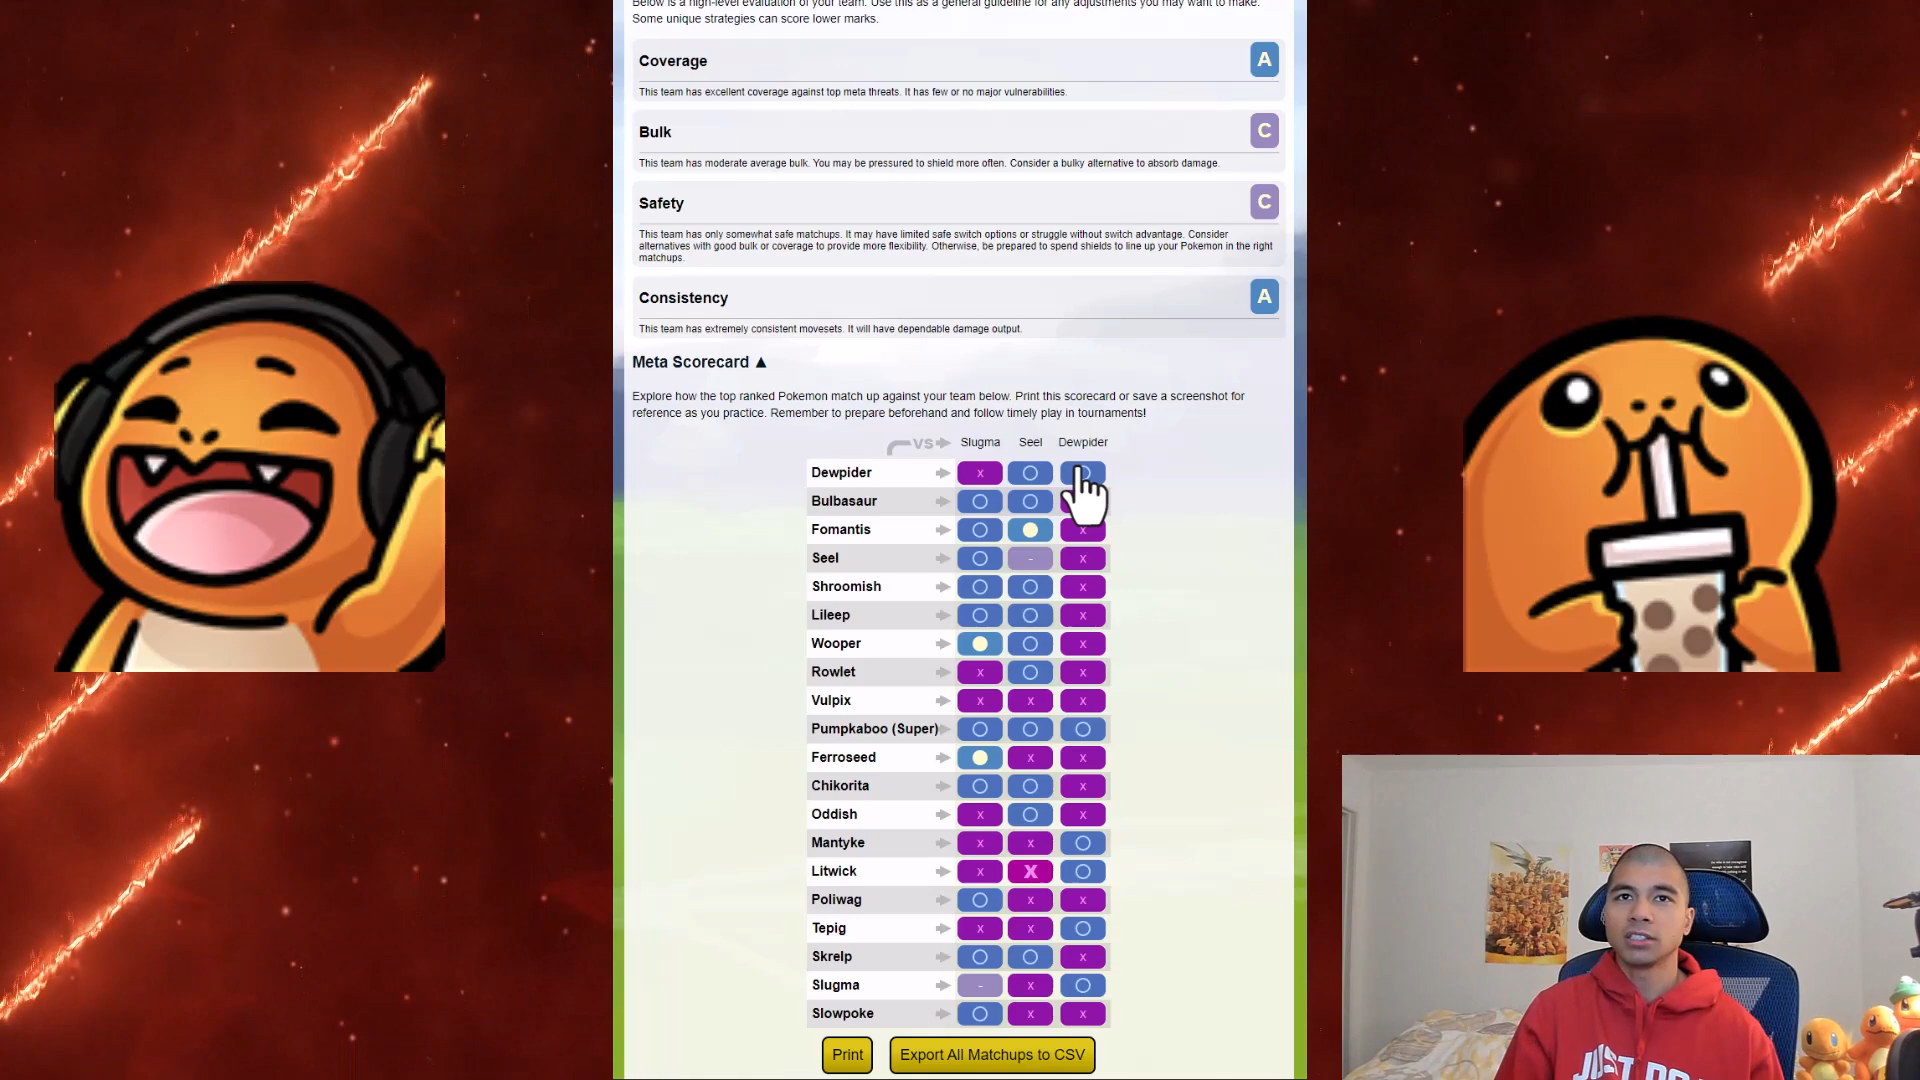 Below is a high-level evaluation of your team. Use this as a general guideline for any adjustments you may want to make.
Some unique strategies can score lower marks.
Coverage A
This team has excellent coverage against top meta threats. It has few or no major vulnerabilities.
Bulk C
This team has moderate average bulk. You may be pressured to shield more often. Consider a bulky alternative to absorb damage.
Safety C
This team has only somewhat safe matchups. It may have limited safe switch options or struggle without switch advantage. Consider
alternatives with good bulk or coverage to provide more flexibility. Otherwise, be prepared to spend shields to line up your Pokemon in the right
matchups.
Consistency A
This team has extremely consistent movesets. It will have dependable damage output.
Meta Scorecard ▲
Explore how the top ranked Pokemon match up against your team below. Print this scorecard or save a screenshot for
reference as you practice. Remember to prepare beforehand and follow timely play in tournaments!
VS Slugma Seel Dewpider
Dewpider x
Bulbasaur
Fomantis x
Seel - x
Shroomish x
Lileep x
Wooper x
Rowlet x x
Vulpix x x x
Pumpkaboo (Super)
Ferroseed x x
Chikorita x
Oddish x x
Mantyke x x
Litwick x X
Poliwag x x
Tepig x x
Skrelp x
Slugma - x
Slowpoke x x
Print Export All Matchups to CSV